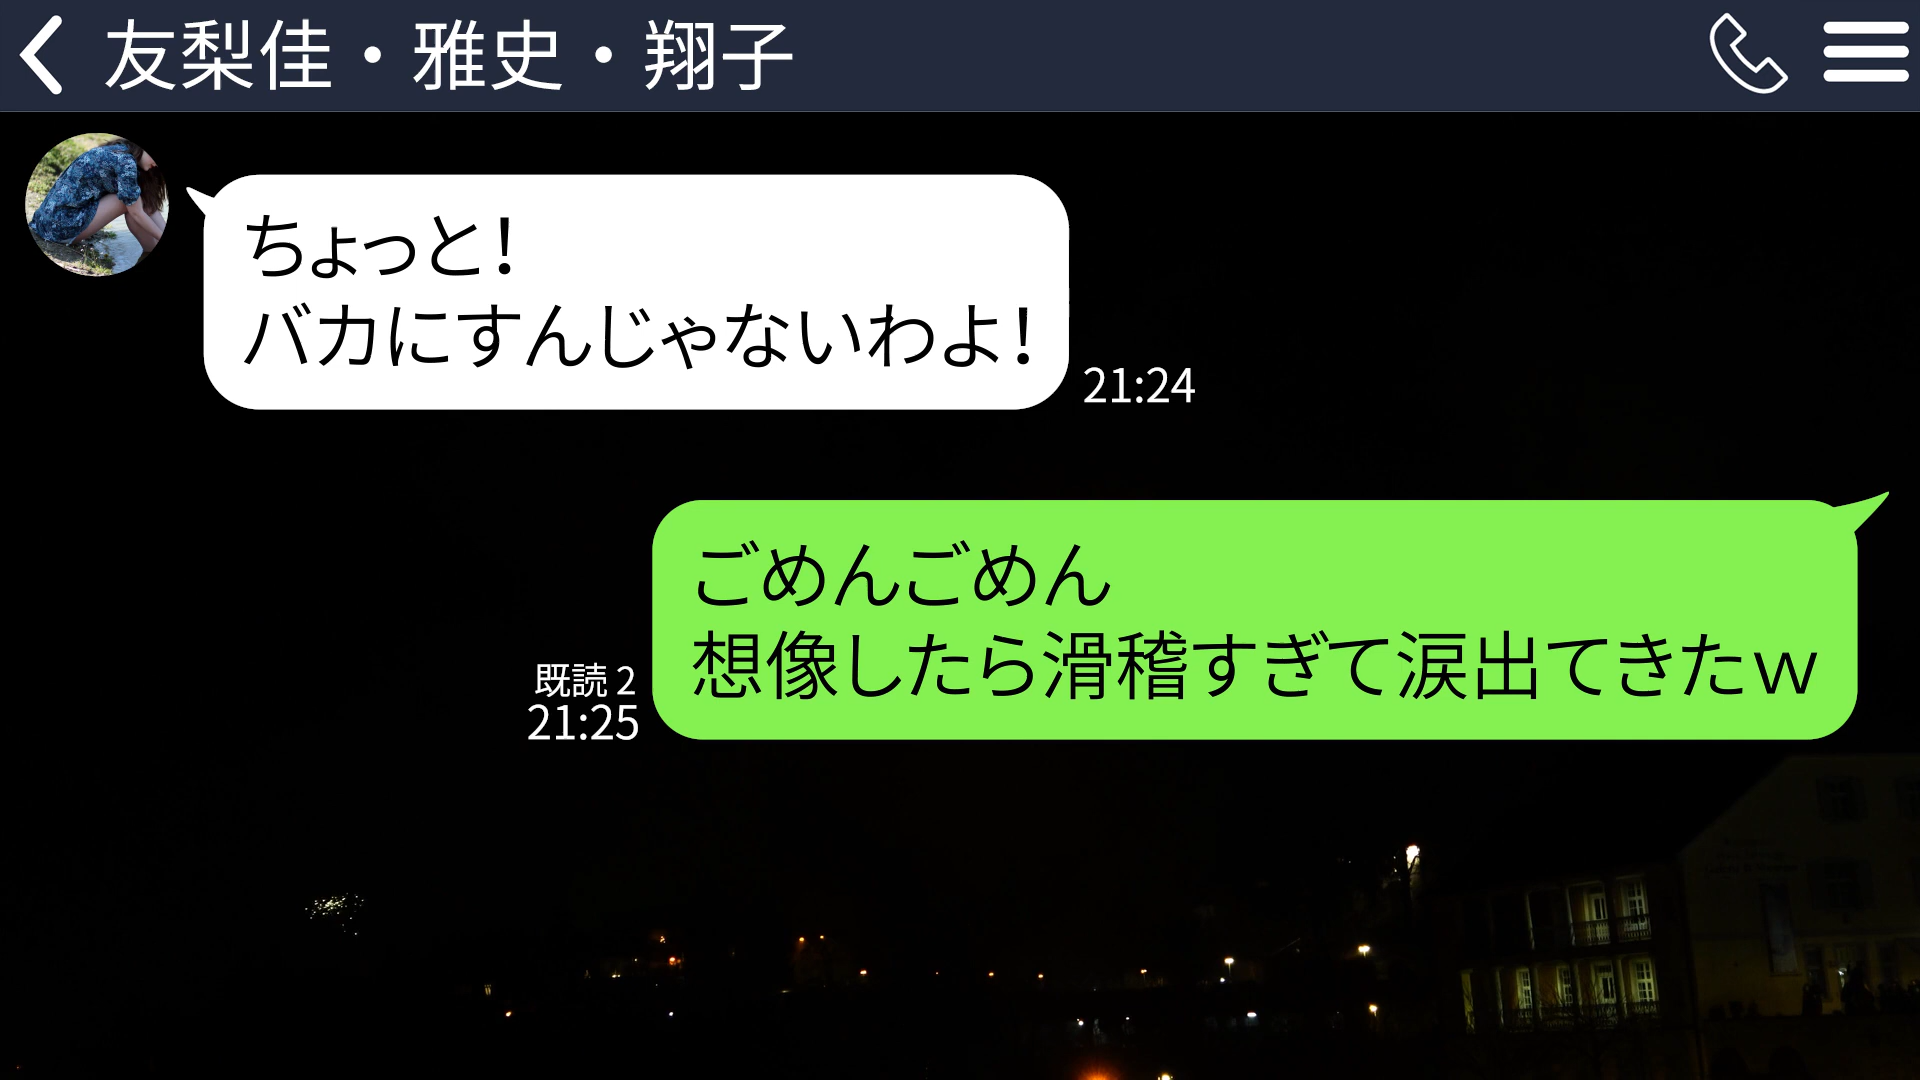 友梨佳・雅史・翔子
ちょっと！
バカにすんじゃないわよ！
21:24
ごめんごめん
想像したら滑稽すぎて涙出てきたｗ
既読 2
21:25